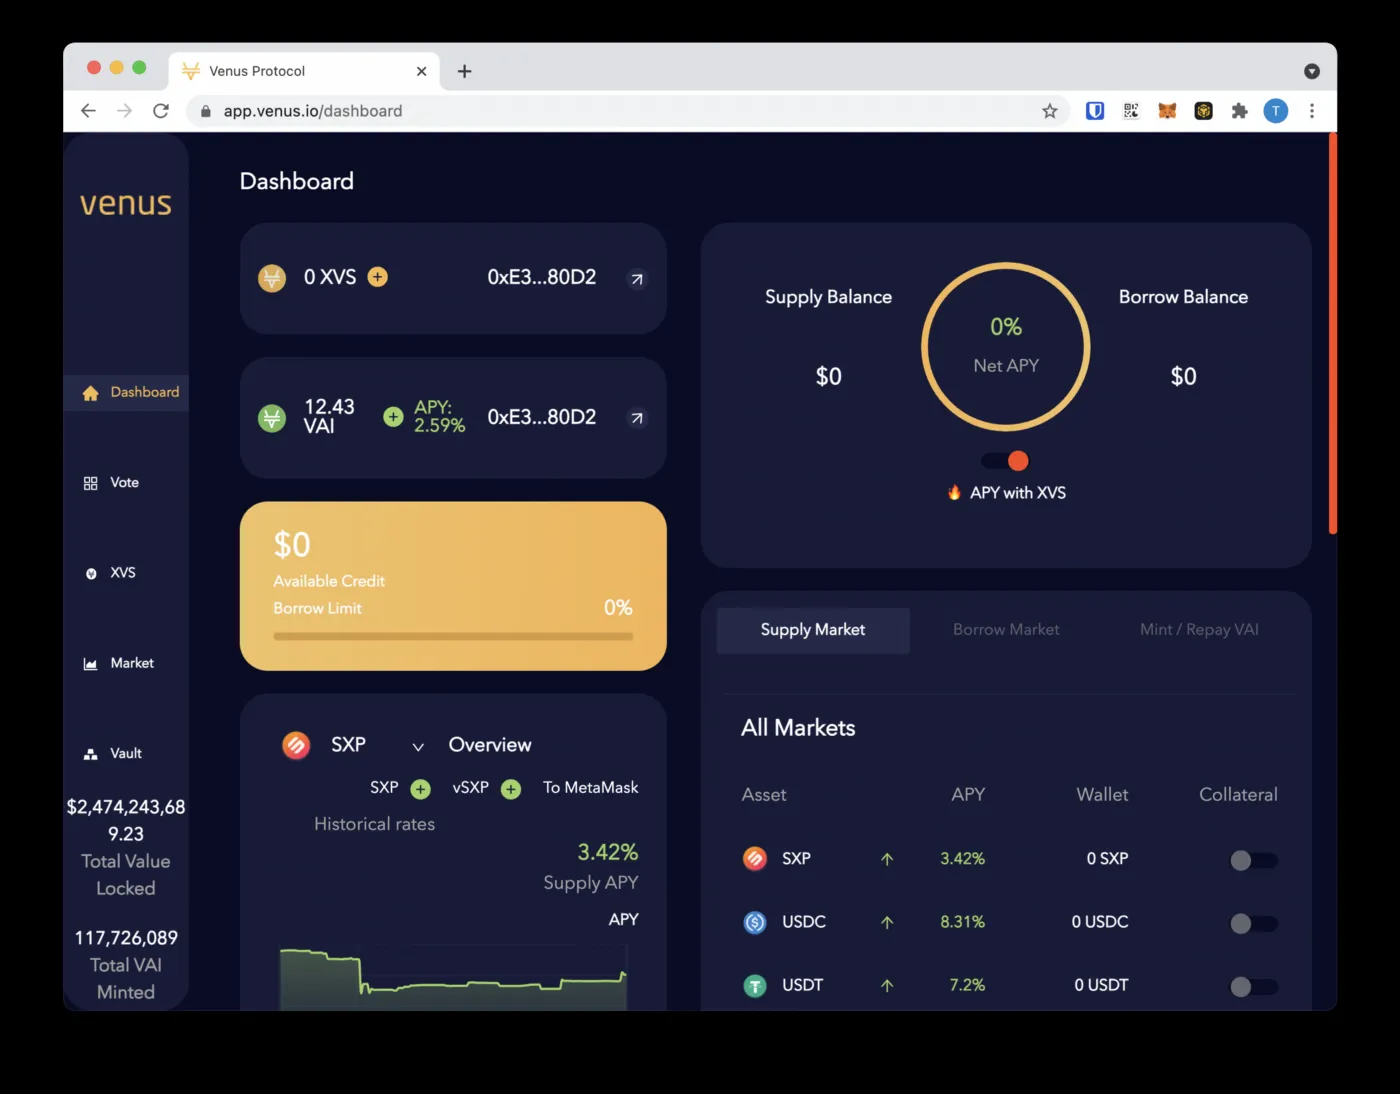 Venus Protocol
app.venus.io/dashboard
T
venus
Dashboard
Vote
XVS
Market
Vault
$2,474,243,68
9.23
Total Value
Locked
117,726,089
Total VAI
Minted
Dashboard
0 XVS
0xE3...80D2
12.43
VAI
APY:
2.59%
0xE3...80D2
$0
Available Credit
Borrow Limit
0%
SXP
Overview
SXP
vSXP
To MetaMask
Historical rates
3.42%
Supply APY
APY
Supply Balance
$0
0%
Net APY
Borrow Balance
$0
APY with XVS
Supply Market
Borrow Market
Mint / Repay VAI
All Markets
Asset APY Wallet Collateral
SXP 3.42% 0 SXP
USDC 8.31% 0 USDC
USDT 7.2% 0 USDT